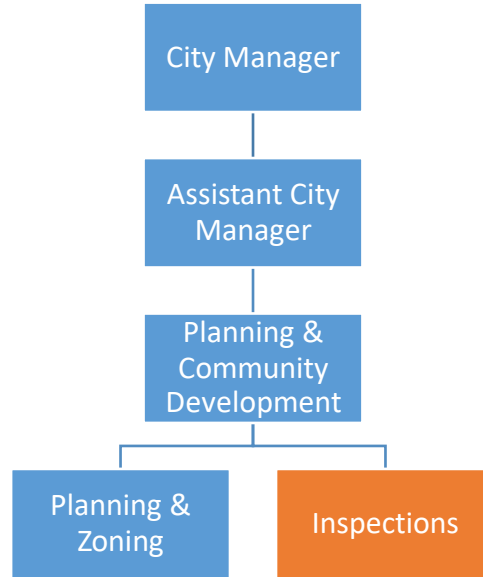 City Manager
Assistant City
Manager
Planning &
Community
Development
Planning &
Zoning
Inspections